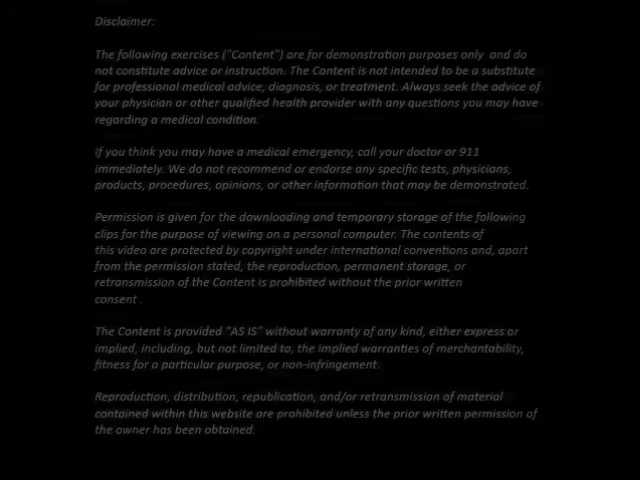 Disclaimer:
The following exercises ("Content") are for demonstration purposes only and do
not constitute advice or instruction. The Content is not intended to be a substitute
for professional medical advice, diagnosis, or treatment. Always seek the advice of
your physician or other qualified health provider with any questions you may have
regarding a medical condition.
If you think you may have a medical emergency, call your doctor or 911
immediately. We do not recommend or endorse any specific tests, physicians,
products, procedures, opinions, or other information that may be demonstrated.
Permission is given for the downloading and temporary storage of the following
clips for the purpose of viewing on a personal computer. The contents of
this video are protected by copyright under international conventions and, apart
from the permission stated, the reproduction, permanent storage, or
retransmission of the Content is prohibited without the prior written
consent .
The Content is provided "AS IS" without warranty of any kind, either express or
implied, including, but not limited to, the implied warranties of merchantability,
fitness for a particular purpose, or non-infringement.
Reproduction, distribution, republication, and/or retransmission of material
contained within this website are prohibited unless the prior written permission of
the owner has been obtained.